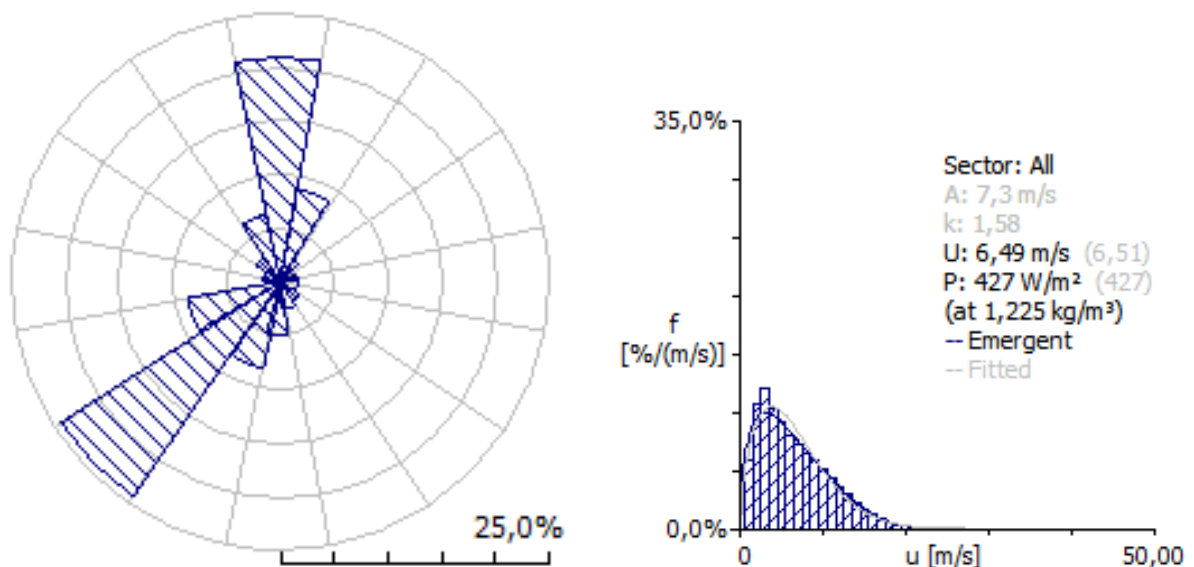 25,0%
35,0%
f
[%/(m/s)]
0,0%
0
u [m/s]
50,00
Sector: All
A: 7,3 m/s
k: 1,58
U: 6,49 m/s (6,51)
P: 427 W/m² (427)
(at 1,225 kg/m³)
-- Emergent
-- Fitted